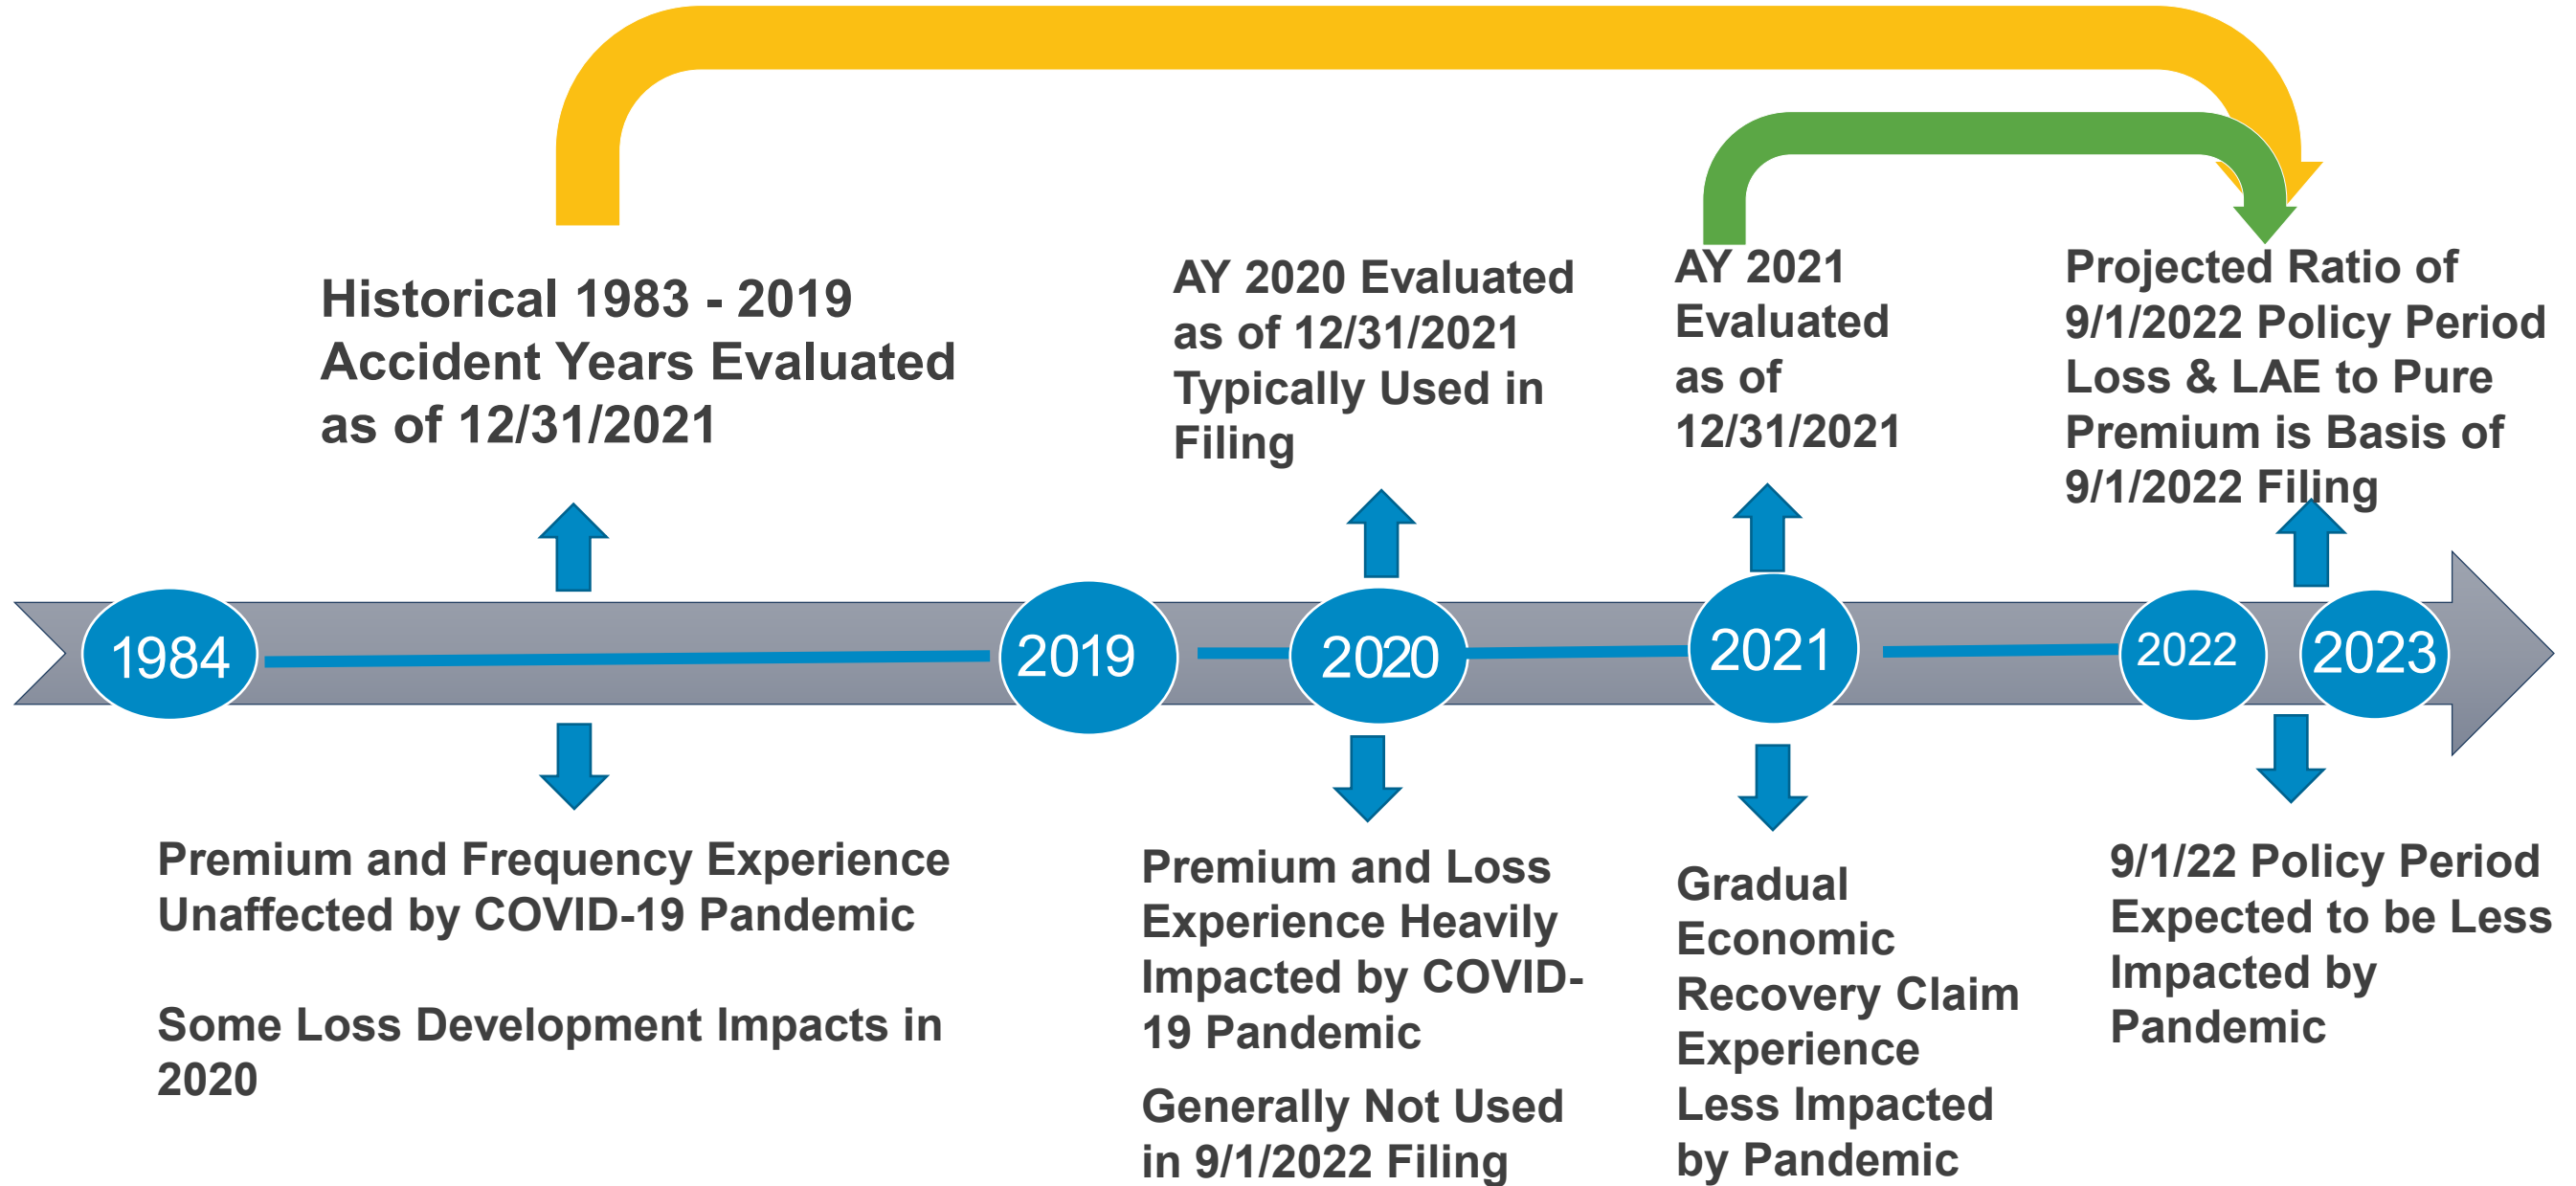 Historical 1983 - 2019
Accident Years Evaluated
as of 12/31/2021
AY 2020 Evaluated
as of 12/31/2021
Typically Used in
Filing
AY 2021
Evaluated
as of
12/31/2021
Projected Ratio of
9/1/2022 Policy Period
Loss & LAE to Pure
Premium is Basis of
9/1/2022 Filing
1984
2019
2020
2021
2022
2023
Premium and Frequency Experience
Unaffected by COVID-19 Pandemic
Some Loss Development Impacts in
2020
Premium and Loss
Experience Heavily
Impacted by COVID-
19 Pandemic
Generally Not Used
in 9/1/2022 Filing
Gradual
Economic
Recovery Claim
Experience
Less Impacted
by Pandemic
9/1/22 Policy Period
Expected to be Less
Impacted by
Pandemic